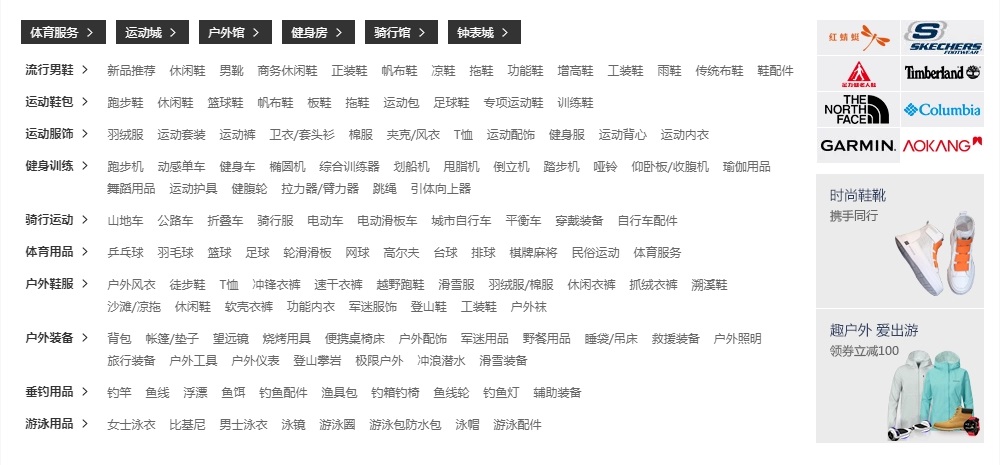 体育服务 > 运动城 > 户外馆 > 健身房 > 骑行馆 > 钟表城 >
流行男鞋 > 新品推荐 休闲鞋 男靴 商务休闲鞋 正装鞋 帆布鞋 凉鞋 拖鞋 功能鞋 增高鞋 工装鞋 雨鞋 传统布鞋 鞋配件
运动鞋包 > 跑步鞋 休闲鞋 篮球鞋 帆布鞋 板鞋 拖鞋 运动包 足球鞋 专项运动鞋 训练鞋
运动服饰 > 羽绒服 运动套装 运动裤 卫衣/套头衫 棉服 夹克/风衣 T恤 运动配饰 健身服 运动背心 运动内衣
健身训练 > 跑步机 动感单车 健身车 椭圆机 综合训练器 划船机 甩脂机 倒立机 踏步机 哑铃 仰卧板/收腹机 瑜伽用品
舞蹈用品 运动护具 健腹轮 拉力器/臂力器 跳绳 引体向上器
骑行运动 > 山地车 公路车 折叠车 骑行服 电动车 电动滑板车 城市自行车 平衡车 穿戴装备 自行车配件
体育用品 > 乒乓球 羽毛球 篮球 足球 轮滑滑板 网球 高尔夫 台球 排球 棋牌麻将 民俗运动 体育服务
户外鞋服 > 户外风衣 徒步鞋 T恤 冲锋衣裤 速干衣裤 越野跑鞋 滑雪服 羽绒服/棉服 休闲衣裤 抓绒衣裤 溯溪鞋
沙滩/凉拖 休闲鞋 软壳衣裤 功能内衣 军迷服饰 登山鞋 工装鞋 户外袜
户外装备 > 背包 帐篷/垫子 望远镜 烧烤用具 便携桌椅床 户外配饰 军迷用品 野餐用品 睡袋/吊床 救援装备 户外照明
旅行装备 户外工具 户外仪表 登山攀岩 极限户外 冲浪潜水 滑雪装备
垂钓用品 > 钓竿 鱼线 浮漂 鱼饵 钓鱼配件 渔具包 钓箱钓椅 鱼线轮 钓鱼灯 辅助装备
游泳用品 > 女士泳衣 比基尼 男士泳衣 泳镜 游泳圈 游泳包防水包 泳帽 游泳配件
红蜻蜓 S SKECHERS FOOTWEAR
足力健老人鞋 Timberland
THE NORTH FACE Columbia
GARMIN. AOKANG
时尚鞋靴
携手同行
趣户外 爱出游
领券立减100